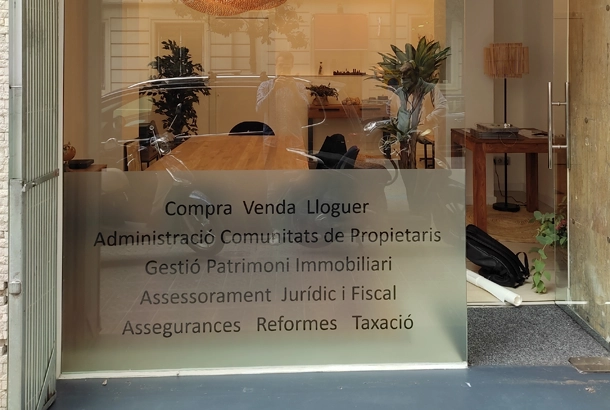 Compra Venda Lloguer
Administració Comunitats de Propietaris
Gestió Patrimoni Immobiliari
Assessorament Jurídic i Fiscal
Assegurances Reformes Taxació